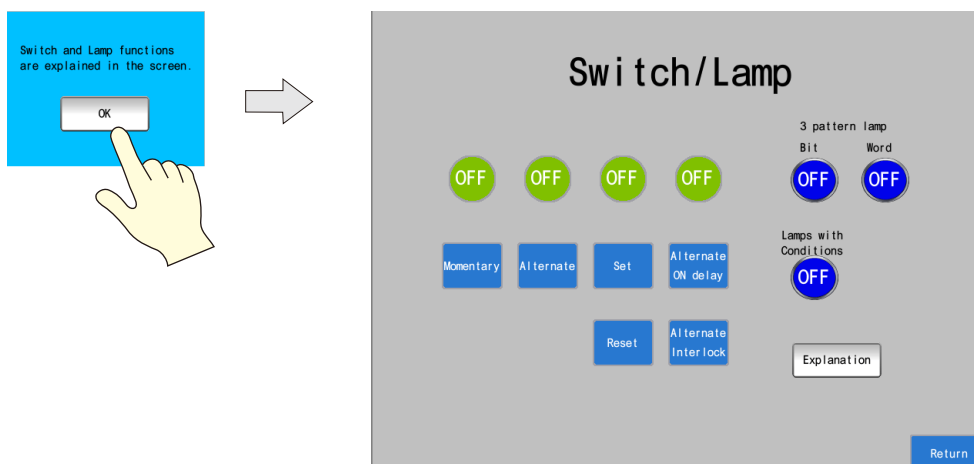 Switch and Lamp functions
are explained in the screen.
OK
Switch/Lamp
3 pattern lamp
Bit Word
OFF OFF OFF OFF OFF OFF
Lamps with
Conditions
OFF
Momentary Alternate Set Alternate
ON delay
Reset Alternate
Interlock
Explanation
Return